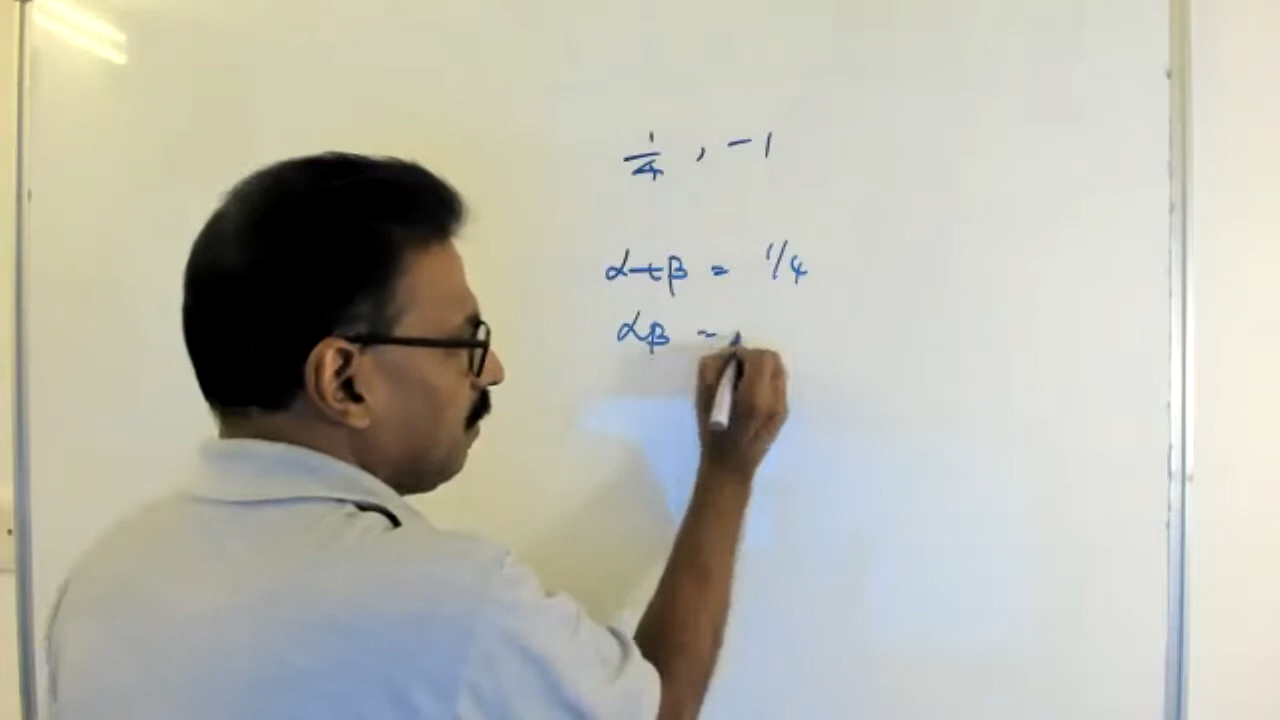 1/4 , -1
α+β = 1/4
αβ =